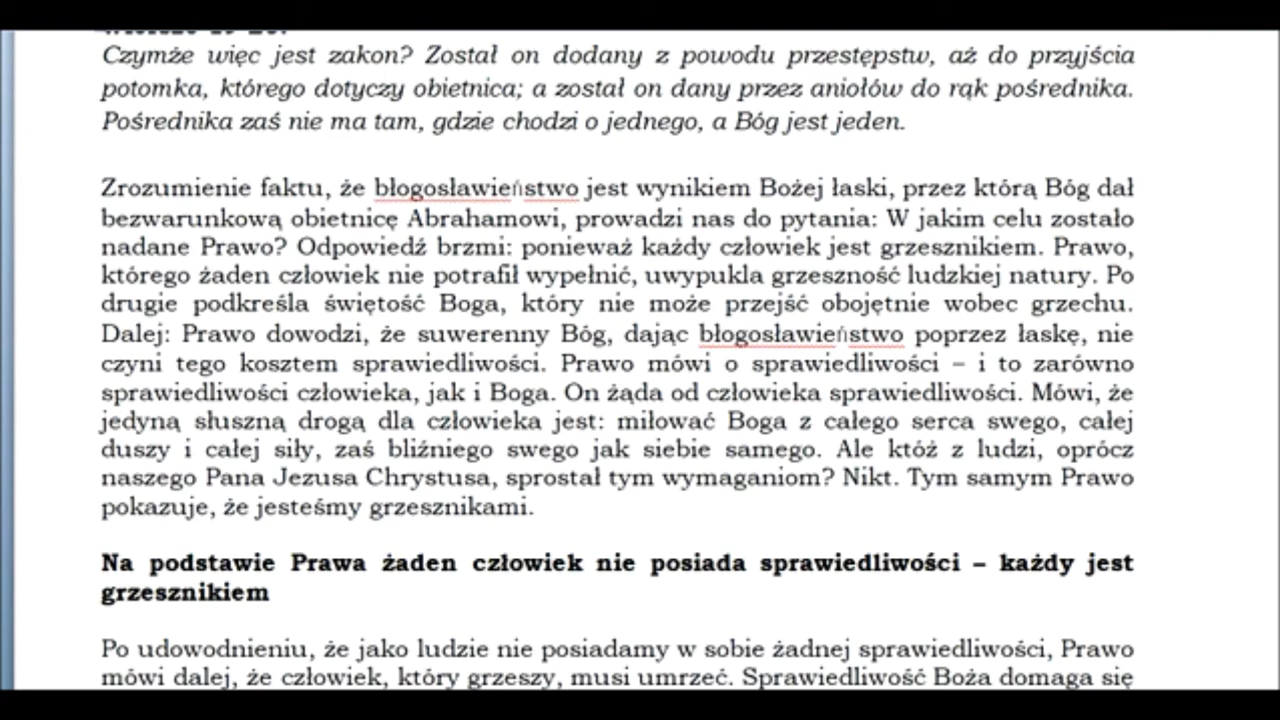 Czymże więc jest zakon? Został on dodany z powodu przestępstw, aż do przyjścia
potomka, którego dotyczy obietnica; a został on dany przez aniołów do rąk pośrednika.
Pośrednika zaś nie ma tam, gdzie chodzi o jednego, a Bóg jest jeden.
Zrozumienie faktu, że błogosławieństwo jest wynikiem Bożej łaski, przez którą Bóg dał
bezwarunkową obietnicę Abrahamowi, prowadzi nas do pytania: W jakim celu zostało
nadane Prawo? Odpowiedź brzmi: ponieważ każdy człowiek jest grzesznikiem. Prawo,
którego żaden człowiek nie potrafił wypełnić, uwypukla grzeszność ludzkiej natury. Po
drugie podkreśla świętość Boga, który nie może przejść obojętnie wobec grzechu.
Dalej: Prawo dowodzi, że suwerenny Bóg, dając błogosławieństwo poprzez łaskę, nie
czyni tego kosztem sprawiedliwości. Prawo mówi o sprawiedliwości – i to zarówno
sprawiedliwości człowieka, jak i Boga. On żąda od człowieka sprawiedliwości. Mówi, że
jedyną słuszną drogą dla człowieka jest: miłować Boga z całego serca swego, całej
duszy i całej siły, zaś bliźniego swego jak siebie samego. Ale któż z ludzi, oprócz
naszego Pana Jezusa Chrystusa, sprostał tym wymaganiom? Nikt. Tym samym Prawo
pokazuje, że jesteśmy grzesznikami.
Na podstawie Prawa żaden człowiek nie posiada sprawiedliwości – każdy jest
grzesznikiem
Po udowodnieniu, że jako ludzie nie posiadamy w sobie żadnej sprawiedliwości, Prawo
mówi dalej, że człowiek, który grzeszy, musi umrzeć. Sprawiedliwość Boża domaga się